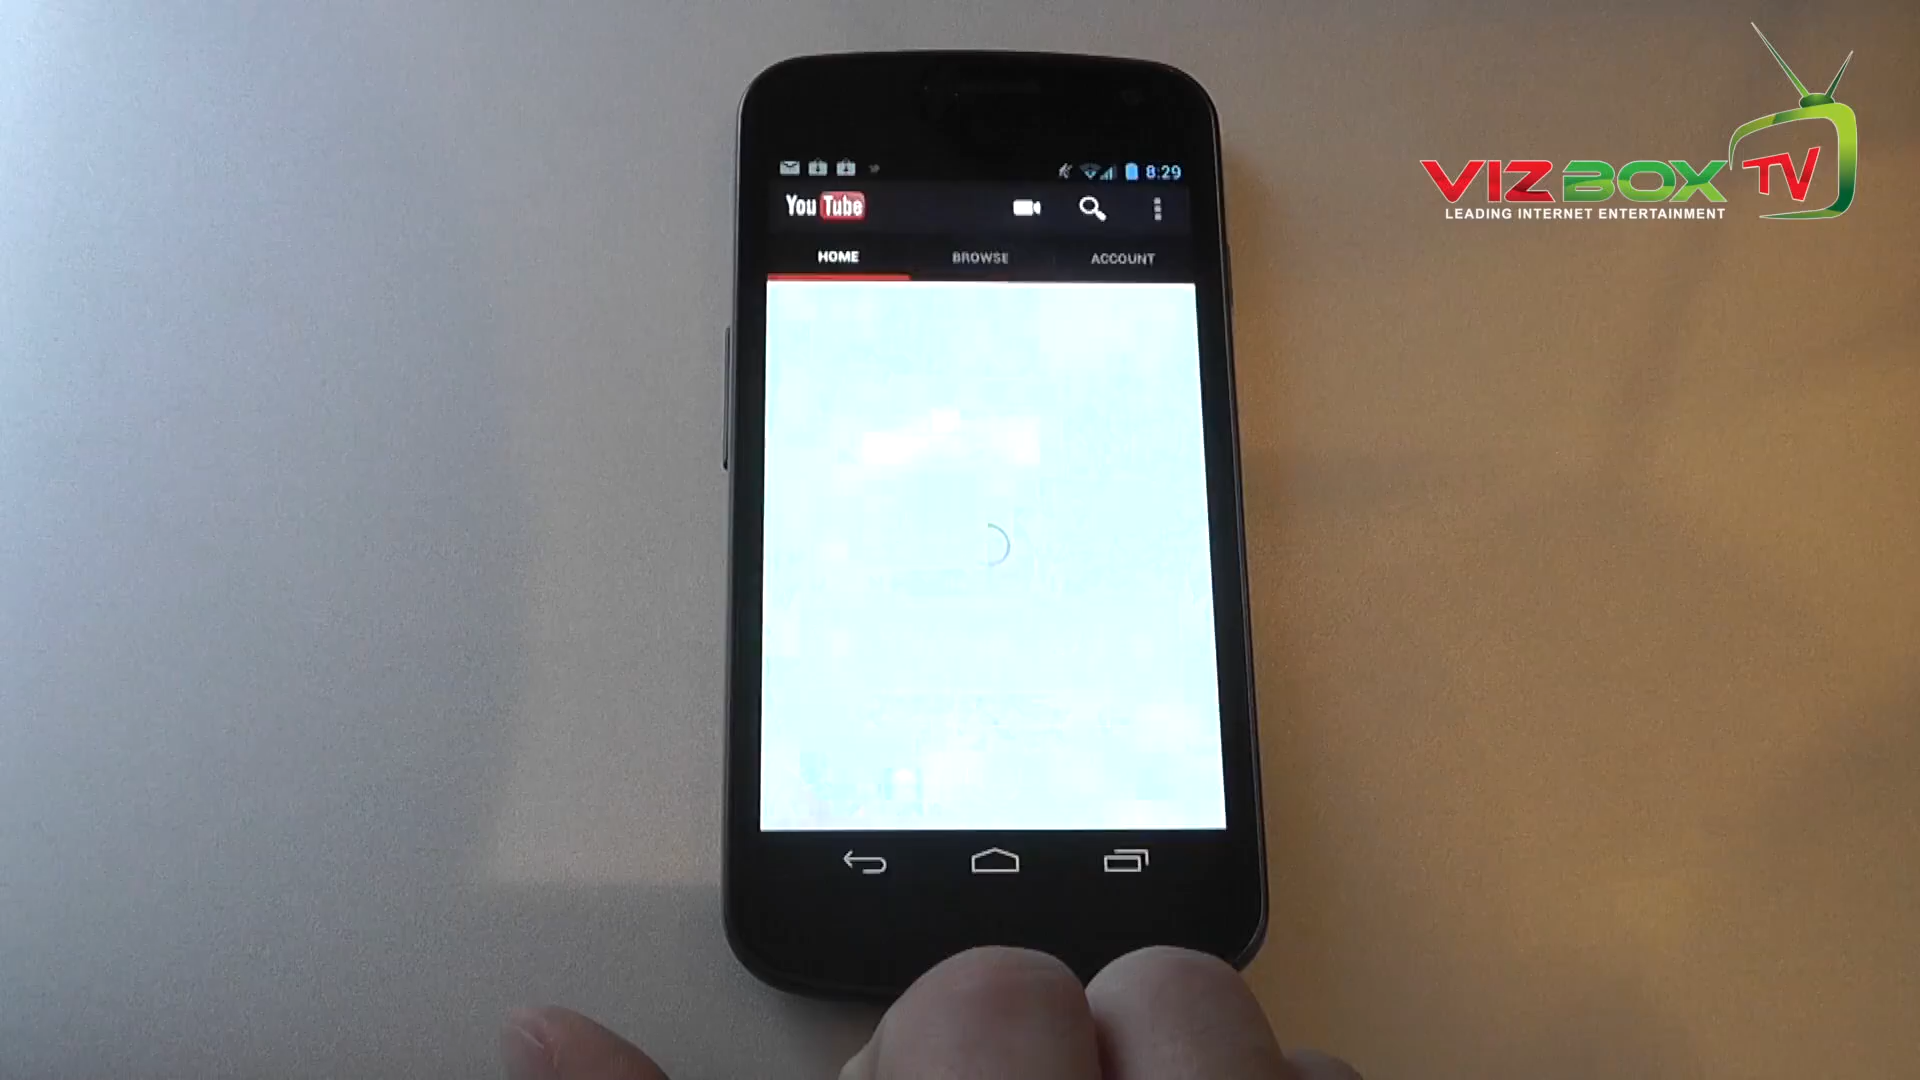 8:29
YouTube
HOME BROWSE ACCOUNT
VIZBOX TV
LEADING INTERNET ENTERTAINMENT